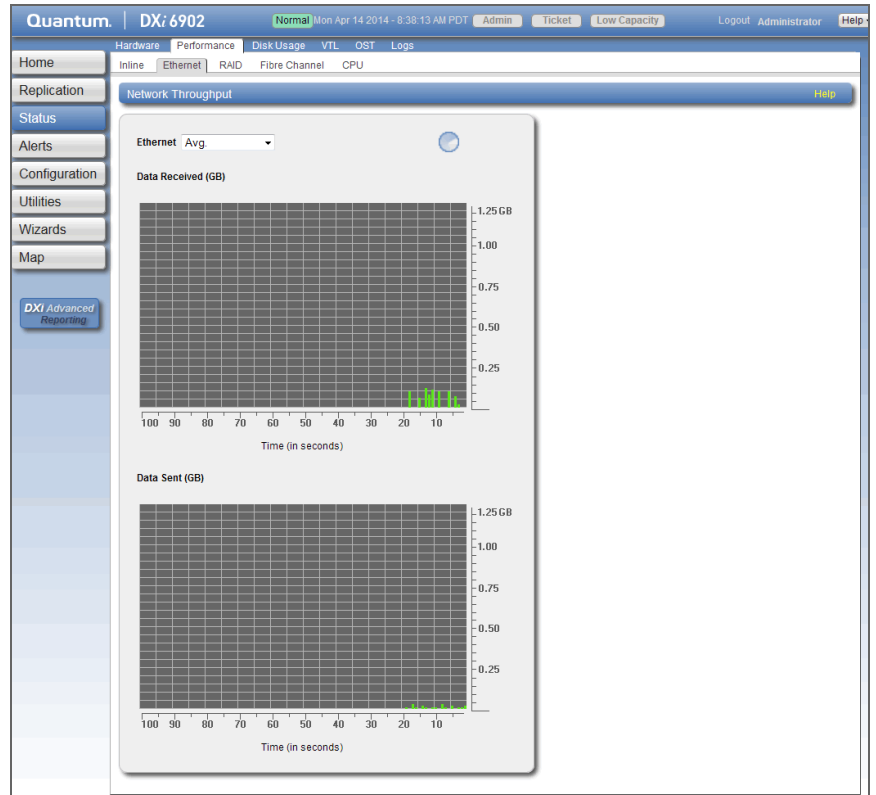 Quantum. DXi 6902 Normal Mon Apr 14 2014 - 8:38:13 AM PDT Admin Ticket Low Capacity Logout Administrator Help
Hardware Performance Disk Usage VTL OST Logs
Inline Ethernet RAID Fibre Channel CPU
Home
Replication
Status
Alerts
Configuration
Utilities
Wizards
Map
DXi Advanced
Reporting
Network Throughput Help
Ethernet Avg.
Data Received (GB)
1.25 GB
1.00
0.75
0.50
0.25
100 90 80 70 60 50 40 30 20 10
Time (in seconds)
Data Sent (GB)
1.25 GB
1.00
0.75
0.50
0.25
100 90 80 70 60 50 40 30 20 10
Time (in seconds)